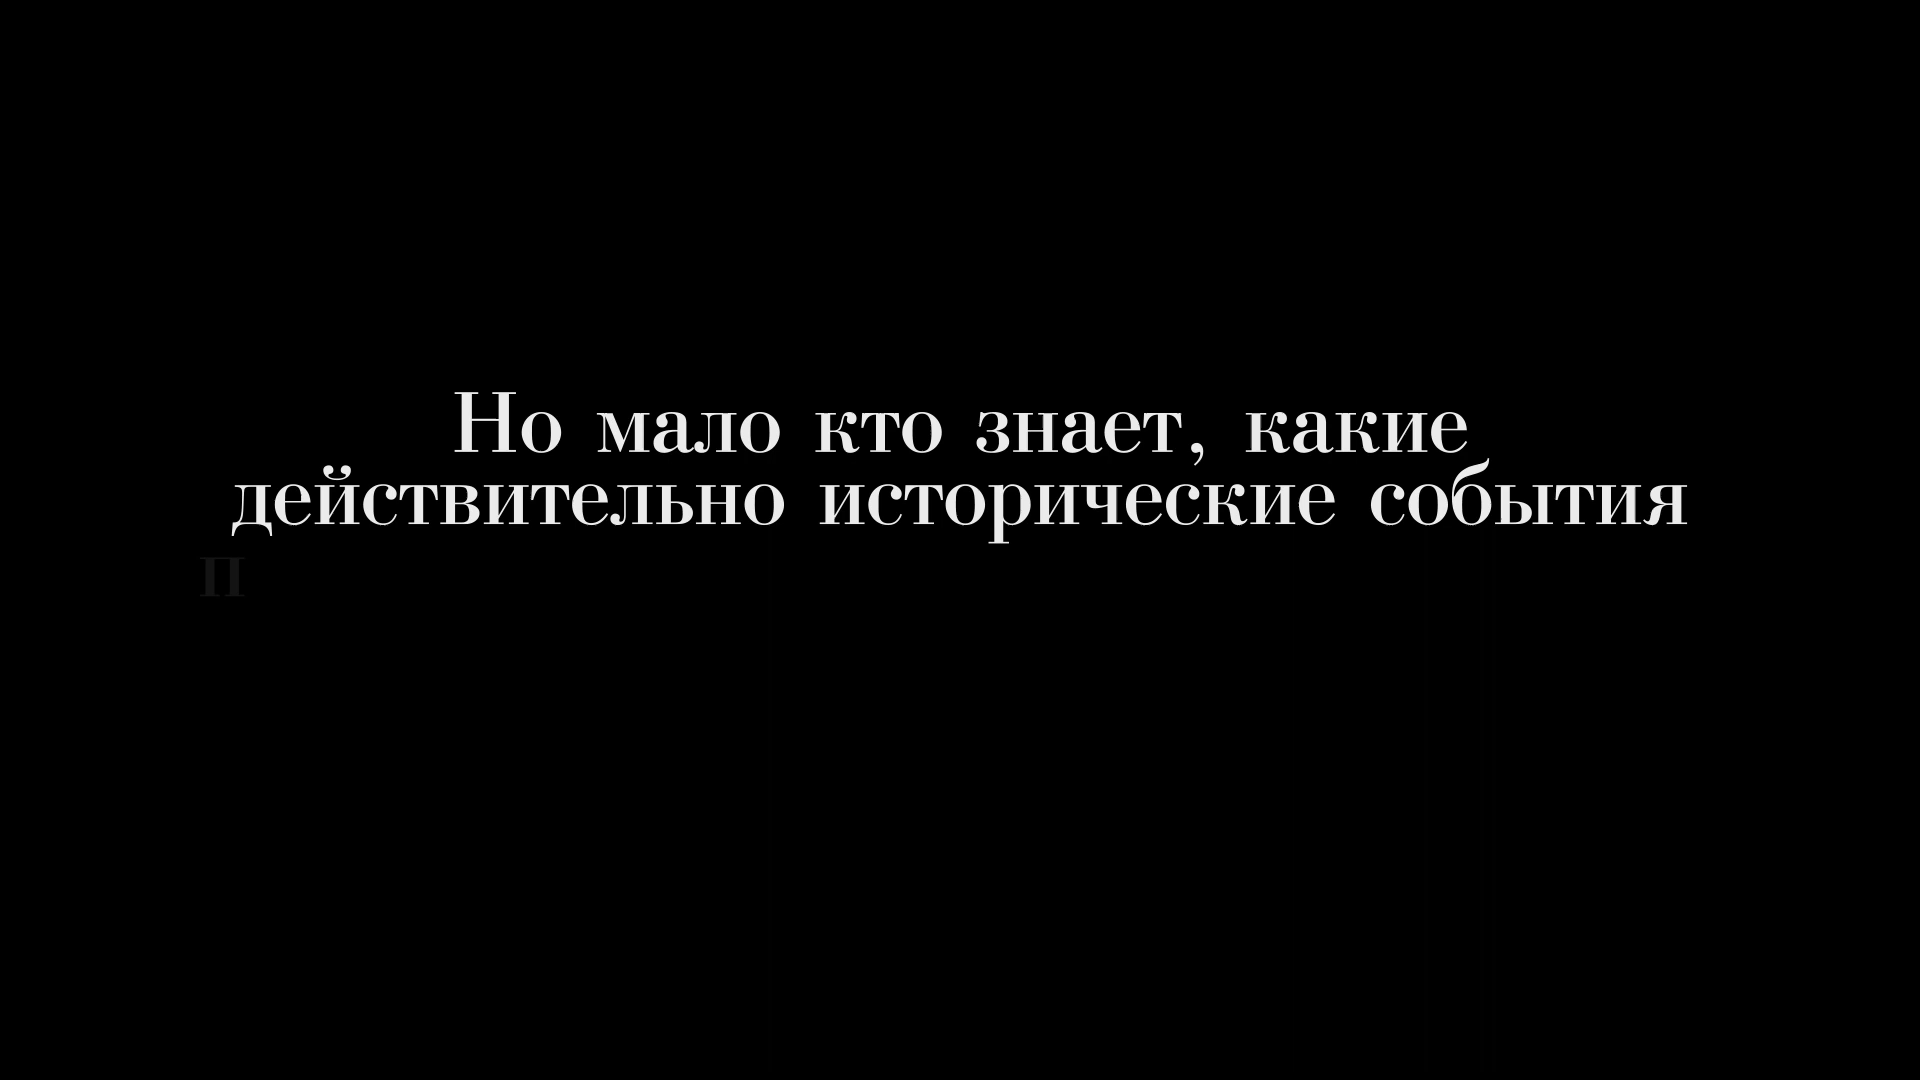 Но мало кто знает, какие
действительно исторические события
п